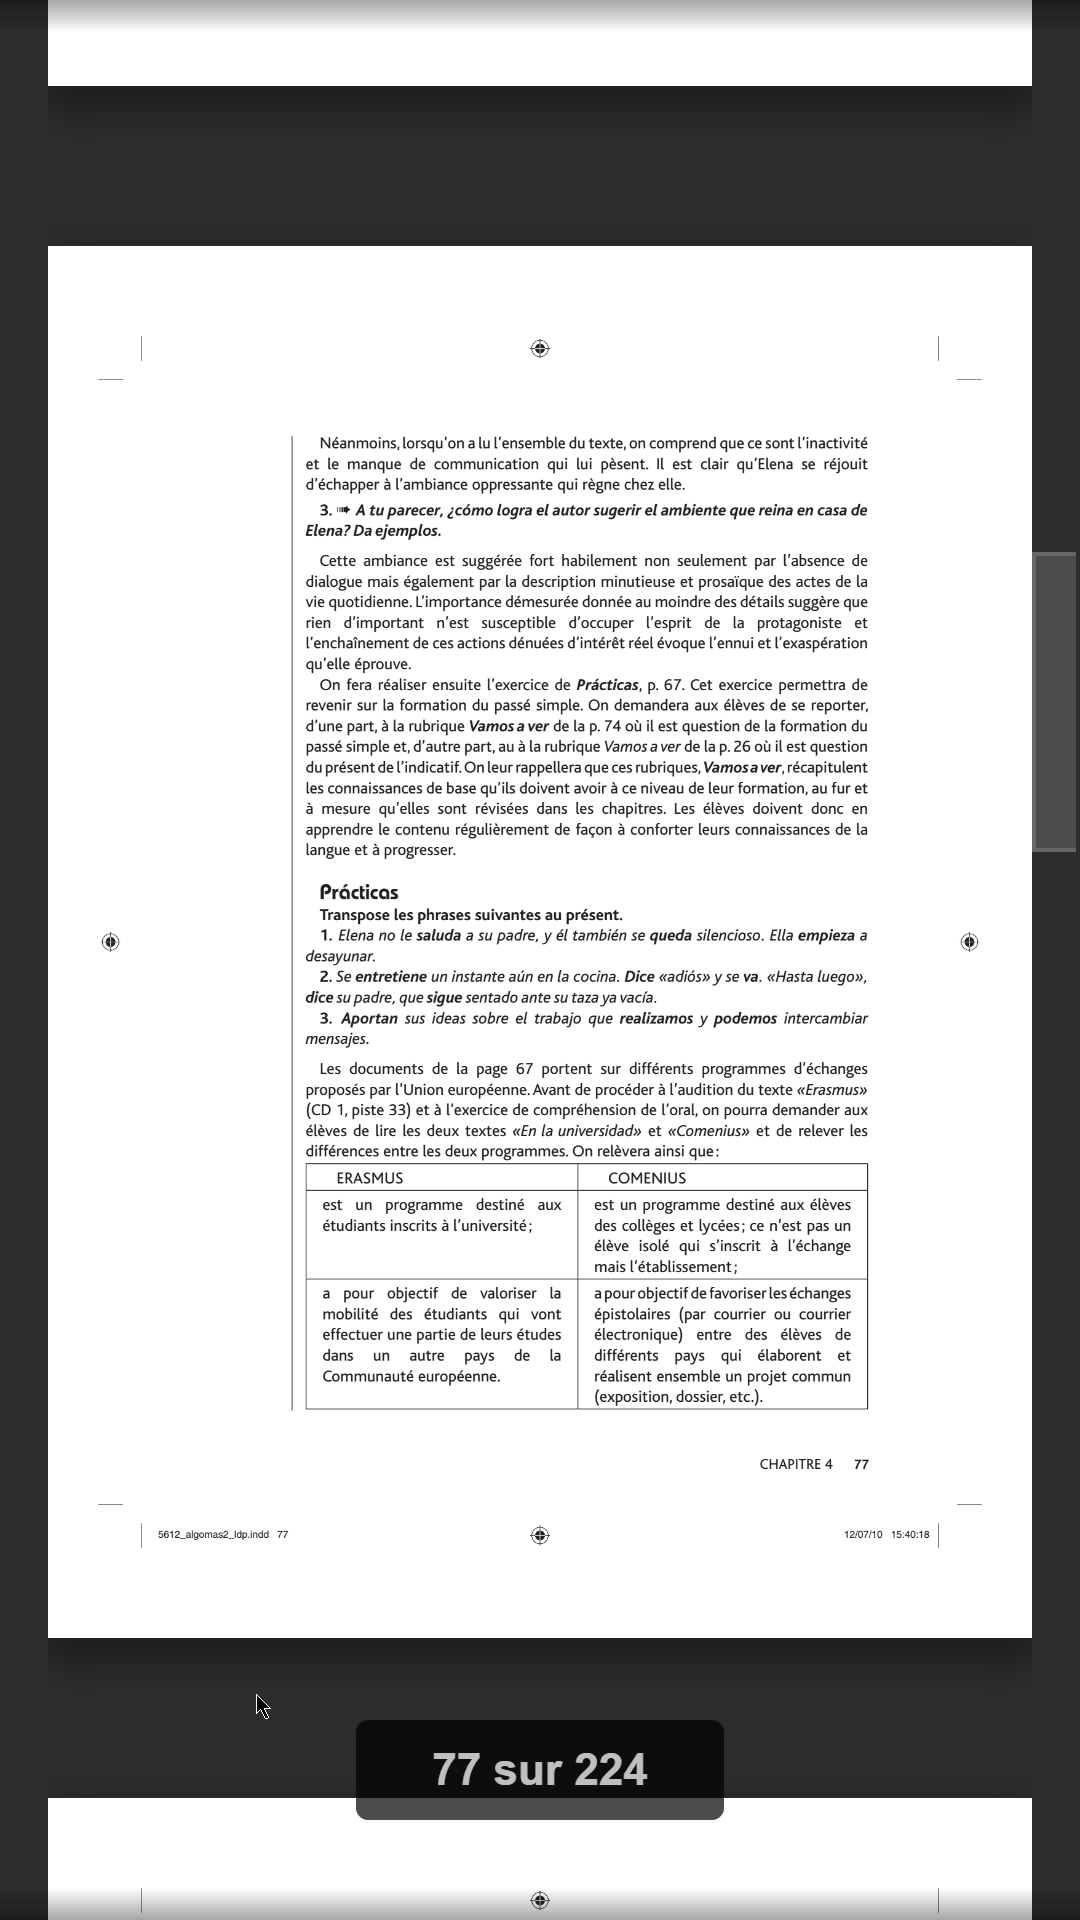 Néanmoins, lorsqu'on a lu l'ensemble du texte, on comprend que ce sont l'inactivité
et le manque de communication qui lui pèsent. Il est clair qu'Elena se réjouit
d'échapper à l'ambiance oppressante qui règne chez elle.
3. ➠ A tu parecer, ¿cómo logra el autor sugerir el ambiente que reina en casa de
Elena? Da ejemplos.
Cette ambiance est suggérée fort habilement non seulement par l'absence de
dialogue mais également par la description minutieuse et prosaïque des actes de la
vie quotidienne. L'importance démesurée donnée au moindre des détails suggère que
rien d'important n'est susceptible d'occuper l'esprit de la protagoniste et
l'enchaînement de ces actions dénuées d'intérêt réel évoque l'ennui et l'exaspération
qu'elle éprouve.
On fera réaliser ensuite l'exercice de Prácticas, p. 67. Cet exercice permettra de
revenir sur la formation du passé simple. On demandera aux élèves de se reporter,
d'une part, à la rubrique Vamos a ver de la p. 74 où il est question de la formation du
passé simple et, d'autre part, au à la rubrique Vamos a ver de la p. 26 où il est question
du présent de l'indicatif. On leur rappellera que ces rubriques, Vamos a ver, récapitulent
les connaissances de base qu'ils doivent avoir à ce niveau de leur formation, au fur et
à mesure qu'elles sont révisées dans les chapitres. Les élèves doivent donc en
apprendre le contenu régulièrement de façon à conforter leurs connaissances de la
langue et à progresser.
Prácticas
Transpose les phrases suivantes au présent.
1. Elena no le saluda a su padre, y él también se queda silencioso. Ella empieza a
desayunar.
2. Se entretiene un instante aún en la cocina. Dice «adiós» y se va. «Hasta luego»,
dice su padre, que sigue sentado ante su taza ya vacía.
3. Aportan sus ideas sobre el trabajo que realizamos y podemos intercambiar
mensajes.
Les documents de la page 67 portent sur différents programmes d'échanges
proposés par l'Union européenne. Avant de procéder à l'audition du texte «Erasmus»
(CD 1, piste 33) et à l'exercice de compréhension de l'oral, on pourra demander aux
élèves de lire les deux textes «En la universidad» et «Comenius» et de relever les
différences entre les deux programmes. On relèvera ainsi que :
ERASMUS
COMENIUS
est un programme destiné aux
étudiants inscrits à l'université ;
est un programme destiné aux élèves
des collèges et lycées ; ce n'est pas un
élève isolé qui s'inscrit à l'échange
mais l'établissement ;
a pour objectif de valoriser la
mobilité des étudiants qui vont
effectuer une partie de leurs études
dans un autre pays de la
Communauté européenne.
a pour objectif de favoriser les échanges
épistolaires (par courrier ou courrier
électronique) entre des élèves de
différents pays qui élaborent et
réalisent ensemble un projet commun
(exposition, dossier, etc.).
CHAPITRE 4 77
5612_algomas2_ldp.indd 77
12/07/10 15:40:18
77 sur 224